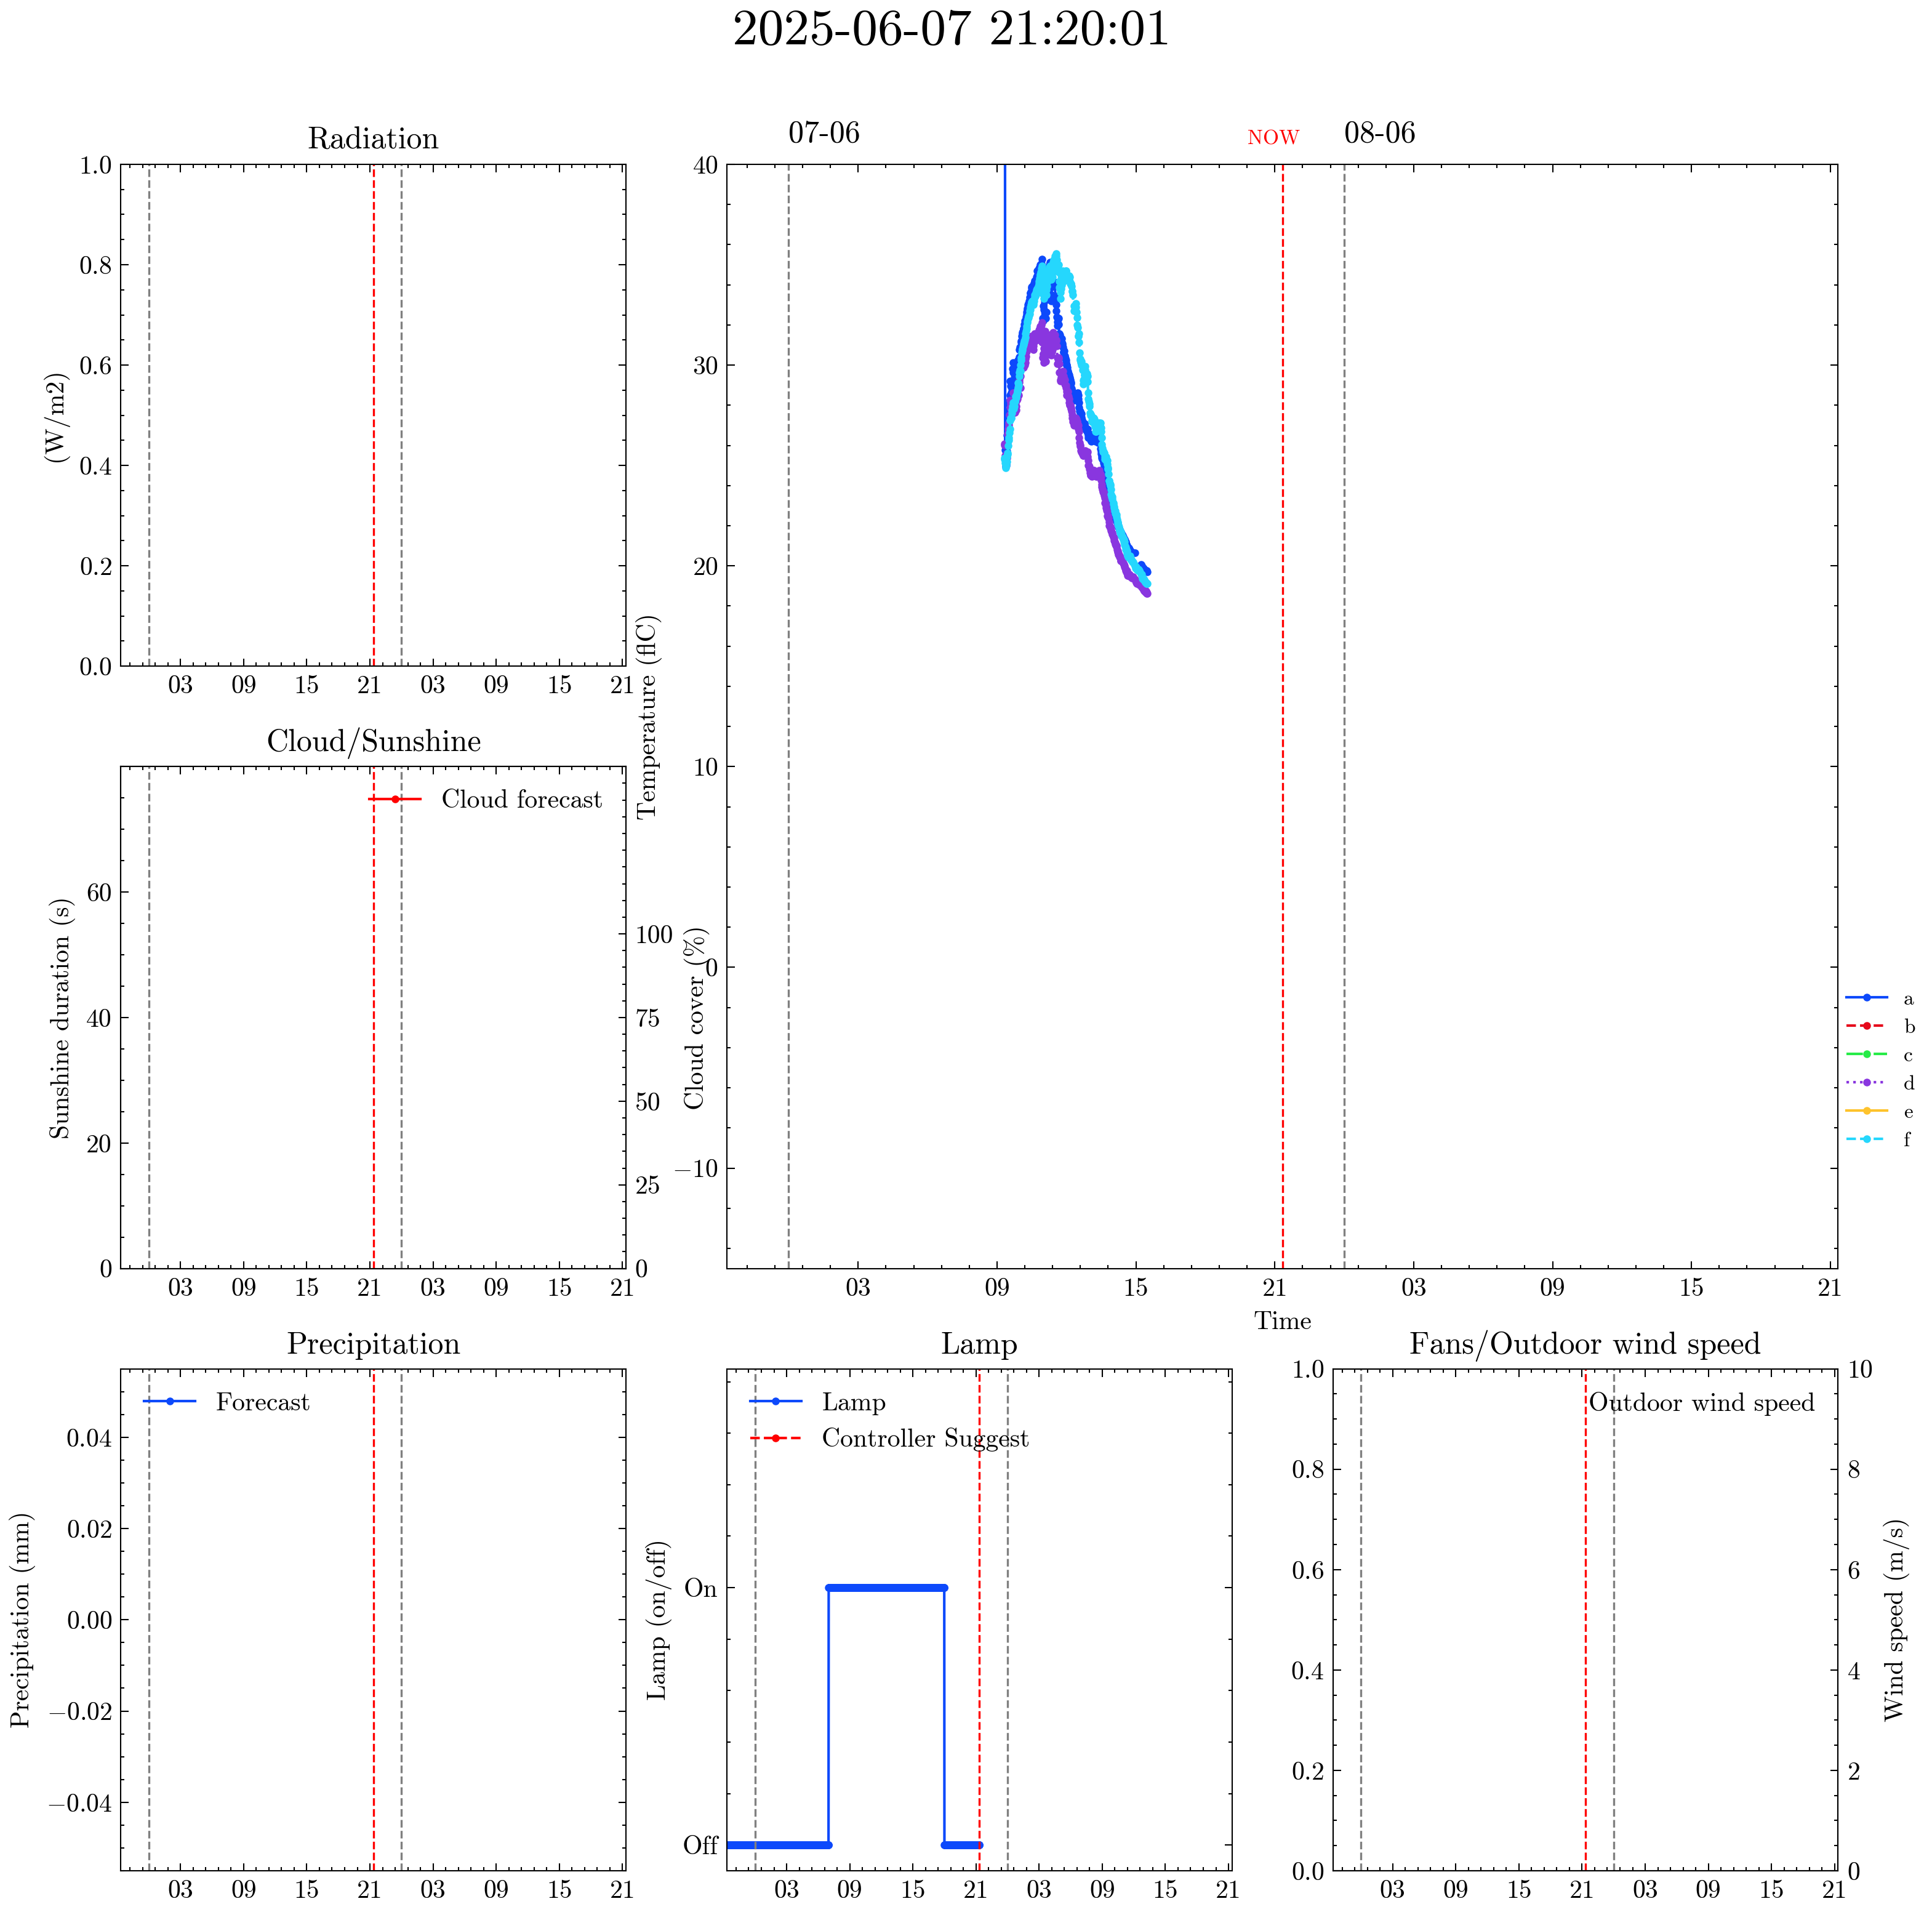 2025-06-07 21:20:01
Radiation
(W/m2)
1.0
0.8
0.6
0.4
0.2
0.0
03 09 15 21 03 09 15 21
07-06 NOW 08-06
Temperature (flC)
40
30
20
10
0
−10
03 09 15 21 03 09 15 21
Time
a
b
c
d
e
f
Cloud/Sunshine
Cloud forecast
Sunshine duration (s)
60
40
20
0
Cloud cover (%)
100
75
50
25
0
03 09 15 21 03 09 15 21
Precipitation
Forecast
Precipitation (mm)
0.04
0.02
0.00
−0.02
−0.04
03 09 15 21 03 09 15 21
Lamp
Lamp
Controller Suggest
Lamp (on/off)
On
Off
03 09 15 21 03 09 15 21
Fans/Outdoor wind speed
Outdoor wind speed
1.0
0.8
0.6
0.4
0.2
0.0
Wind speed (m/s)
10
8
6
4
2
0
03 09 15 21 03 09 15 21